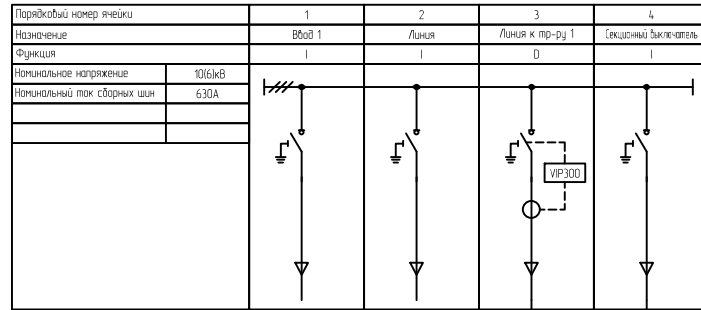 Порядковый номер ячейки 1 2 3 4
Назначение Ввод 1 Линия Линия к тр-ру 1 Секционный выключатель
Функция I I D I
Номинальное напряжение 10(6)кВ
Номинальный ток сборных шин 630А
VIP300